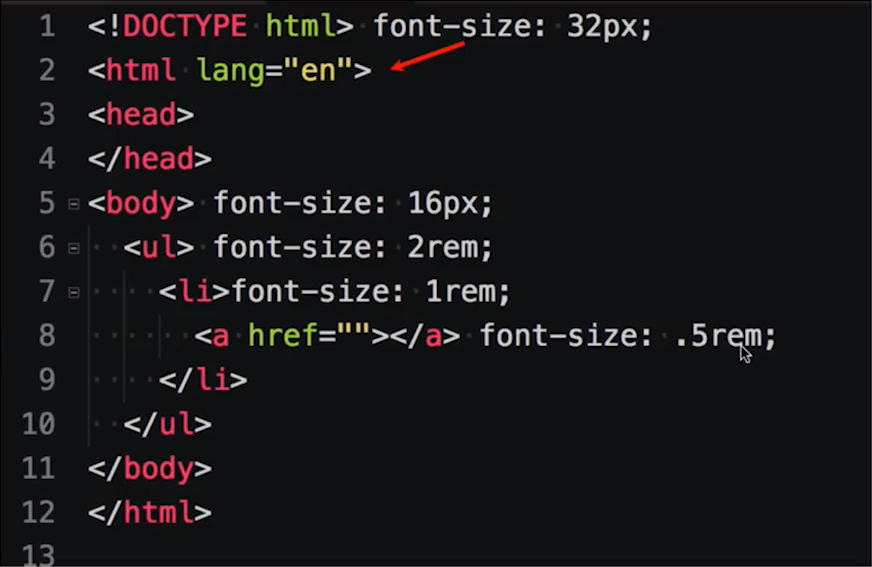 1 <!DOCTYPE html> font-size: 32px;
2 <html lang="en">
3 <head>
4 </head>
5 <body> font-size: 16px;
6 <ul> font-size: 2rem;
7 <li>font-size: 1rem;
8 <a href=""></a> font-size: .5rem;
9 </li>
10 </ul>
11 </body>
12 </html>
13